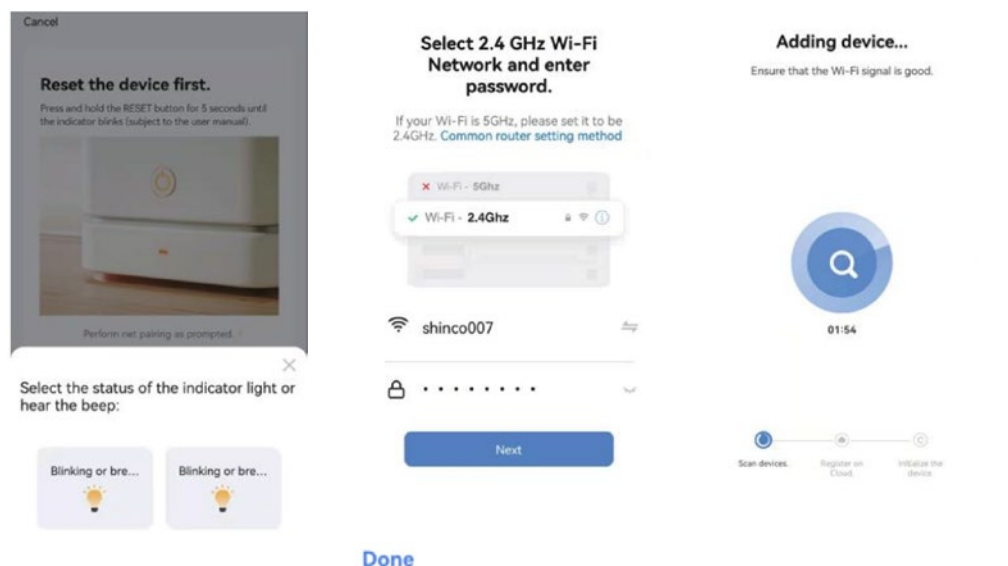 Cancel
Reset the device first.
Press and hold the RESET button for 5 seconds until
the indicator blinks (subject to the user manual).
Perform net pairing as prompted. >
Select the status of the indicator light or
hear the beep:
Blinking or bre...
Blinking or bre...
Select 2.4 GHz Wi-Fi
Network and enter
password.
If your Wi-Fi is 5GHz, please set it to be
2.4GHz. Common router setting method
Wi-Fi - 5Ghz
Wi-Fi - 2.4Ghz
shinco007
Next
Done
Adding device...
Ensure that the Wi-Fi signal is good.
01:54
Scan devices.
Register on
Cloud.
Initialize the
device.